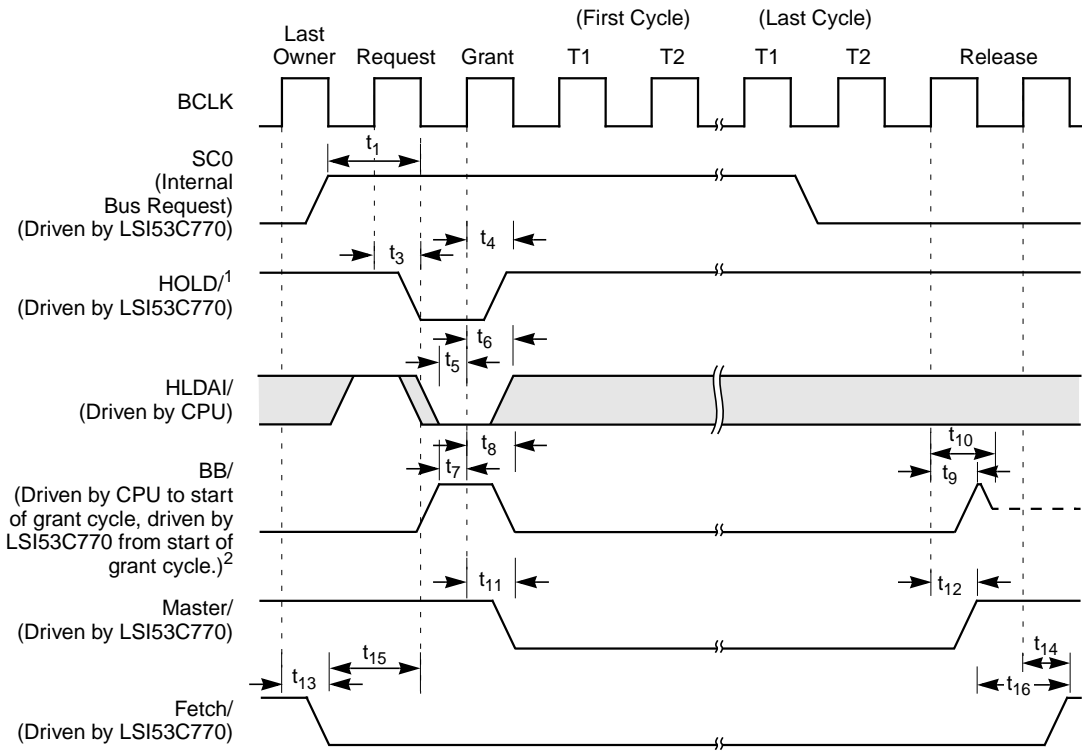 (First Cycle)
(Last Cycle)
Last
Owner
Request
Grant
T1
T2
T1
T2
Release
BCLK
SC0
(Internal
Bus Request)
(Driven by LSI53C770)
t1
t3
t4
HOLD/1
(Driven by LSI53C770)
t6
t5
HLDAI/
(Driven by CPU)
t8
t7
t10
t9
BB/
(Driven by CPU to start
of grant cycle, driven by
LSI53C770 from start of
grant cycle.)2
t11
t12
Master/
(Driven by LSI53C770)
t15
t14
t13
t16
Fetch/
(Driven by LSI53C770)